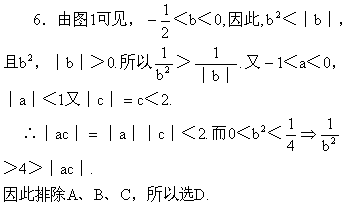 6．由图1可见，－1/2＜b＜0,因此,b²＜｜b｜，
且b²，｜b｜＞0.所以1/b²＞1/｜b｜.又－1＜a＜0，
｜a｜＜1又｜c｜＝c＜2.
∴｜ac｜＝｜a｜｜c｜＜2.而0＜b²＜1/4⇒1/b²
＞4＞｜ac｜.
因此排除A、B、C，所以选D.